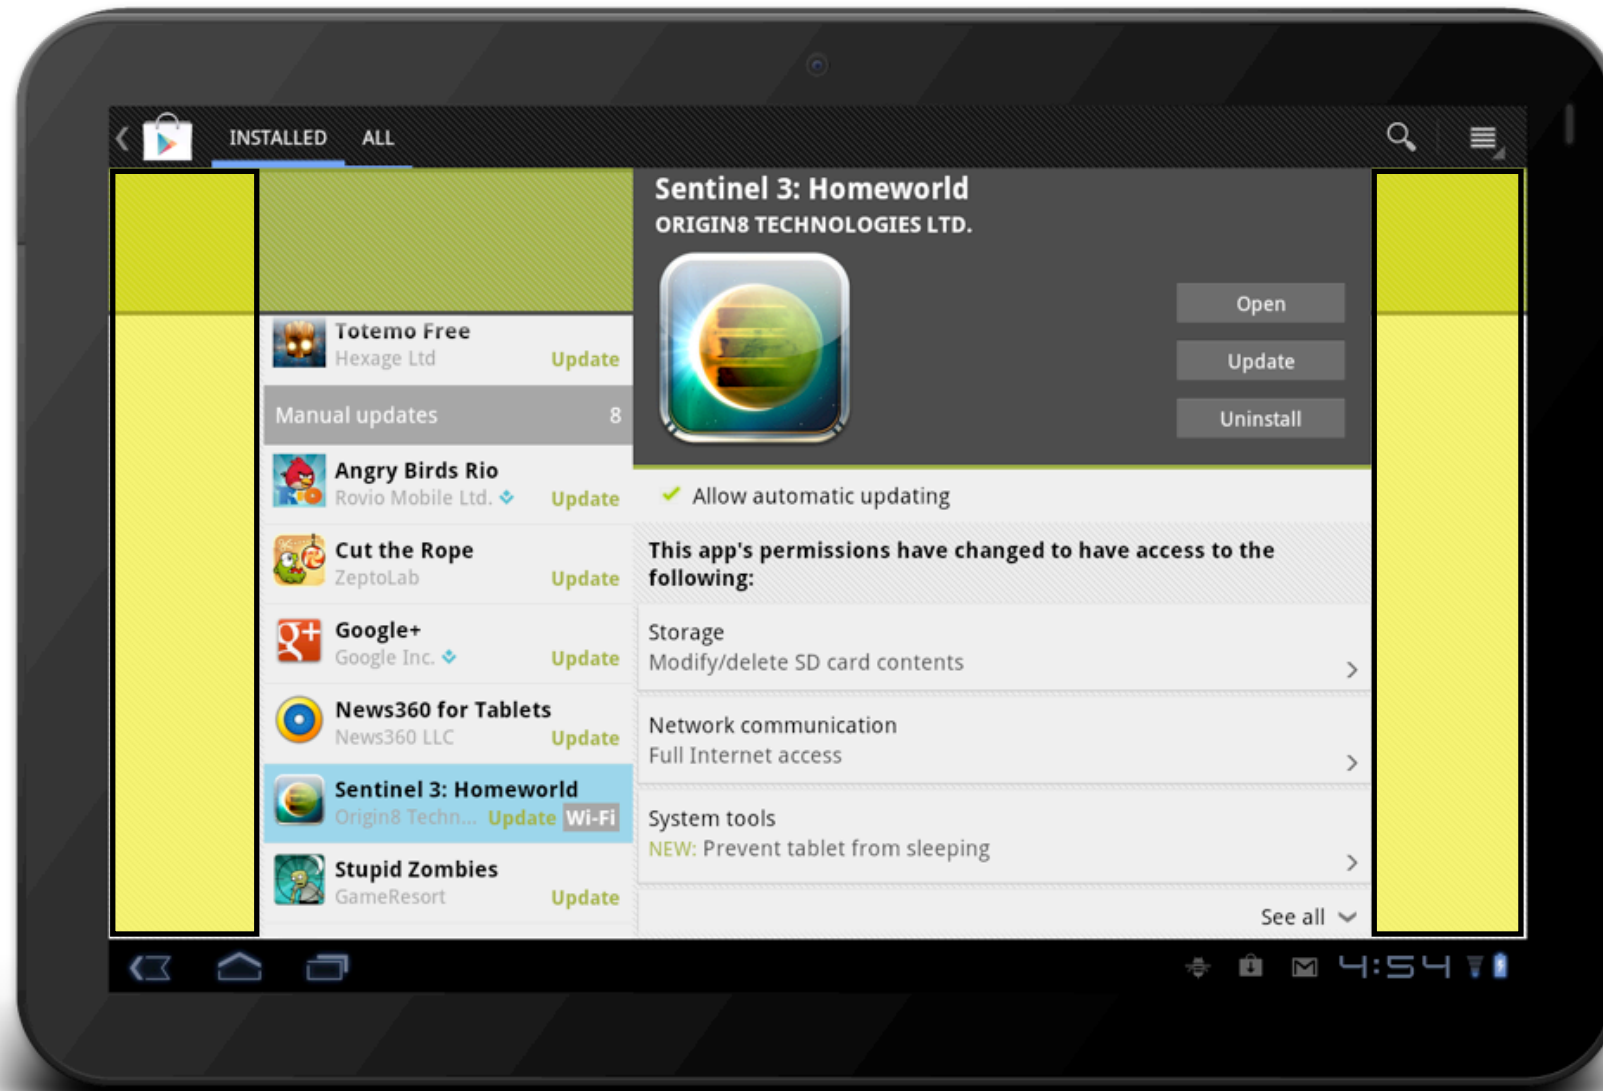 INSTALLED ALL
Sentinel 3: Homeworld
ORIGIN8 TECHNOLOGIES LTD.
Open
Update
Uninstall
Totemo Free
Hexage Ltd Update
Manual updates 8
Angry Birds Rio
Rovio Mobile Ltd. Update
RIO
Cut the Rope
ZeptoLab Update
g+
Google+
Google Inc. Update
News360 for Tablets
News360 LLC Update
Sentinel 3: Homeworld
Origin8 Techn... Update Wi-Fi
Stupid Zombies
GameResort Update
Allow automatic updating
This app's permissions have changed to have access to the
following:
Storage
Modify/delete SD card contents
Network communication
Full Internet access
System tools
NEW: Prevent tablet from sleeping
See all
4:54